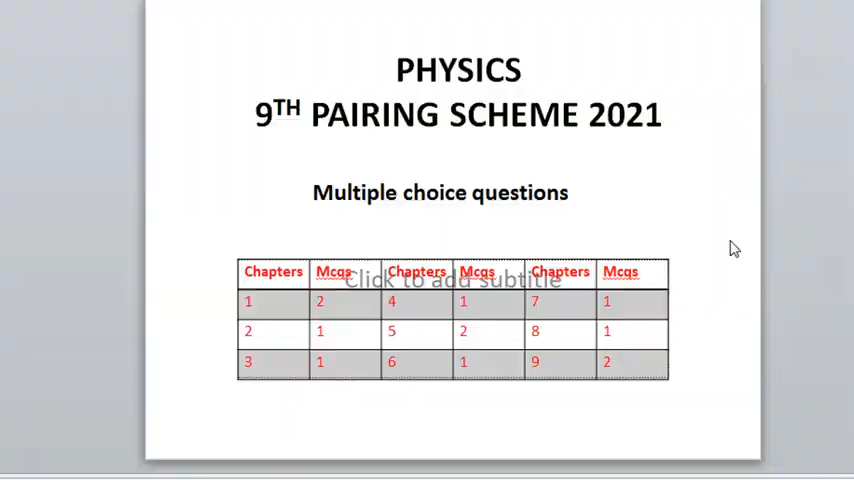 PHYSICS
9TH PAIRING SCHEME 2021
Multiple choice questions
Click to add subtitle
Chapters Mcqs Chapters Mcqs Chapters Mcqs
1 2 4 1 7 1
2 1 5 2 8 1
3 1 6 1 9 2